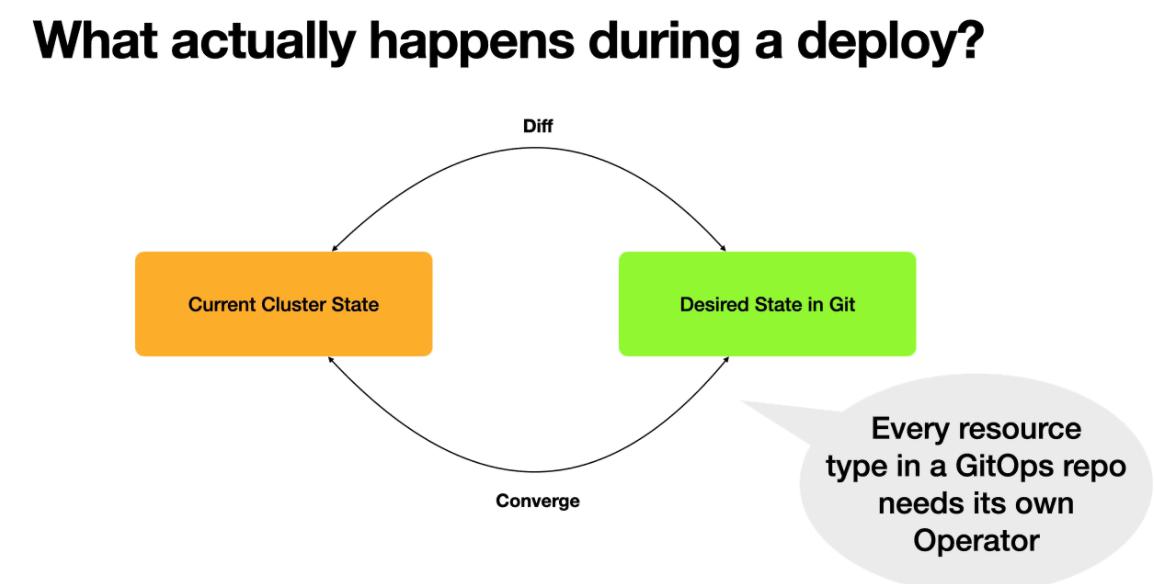 What actually happens during a deploy?
Diff
Current Cluster State
Desired State in Git
Converge
Every resource
type in a GitOps repo
needs its own
Operator